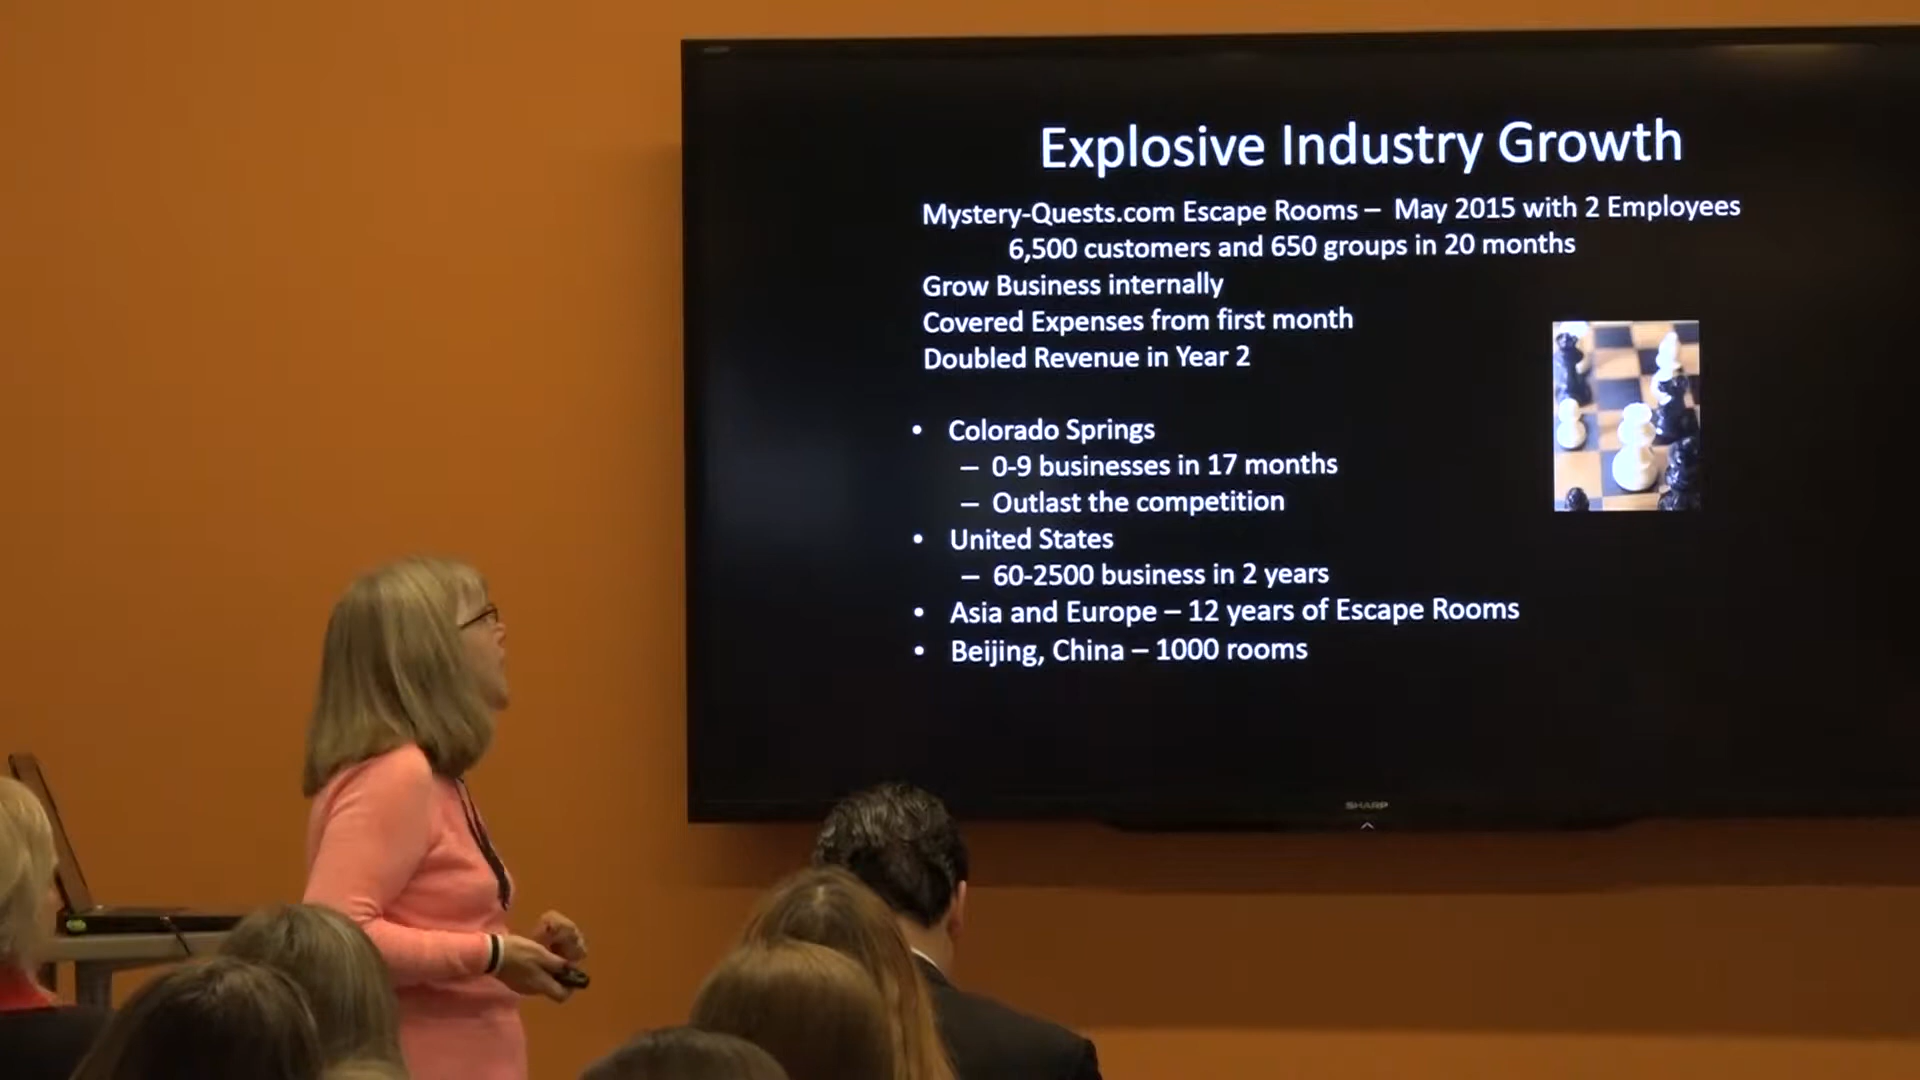 Explosive Industry Growth
Mystery-Quests.com Escape Rooms – May 2015 with 2 Employees
6,500 customers and 650 groups in 20 months
Grow Business internally
Covered Expenses from first month
Doubled Revenue in Year 2
• Colorado Springs
– 0-9 businesses in 17 months
– Outlast the competition
• United States
– 60-2500 business in 2 years
• Asia and Europe – 12 years of Escape Rooms
• Beijing, China – 1000 rooms
SHARP